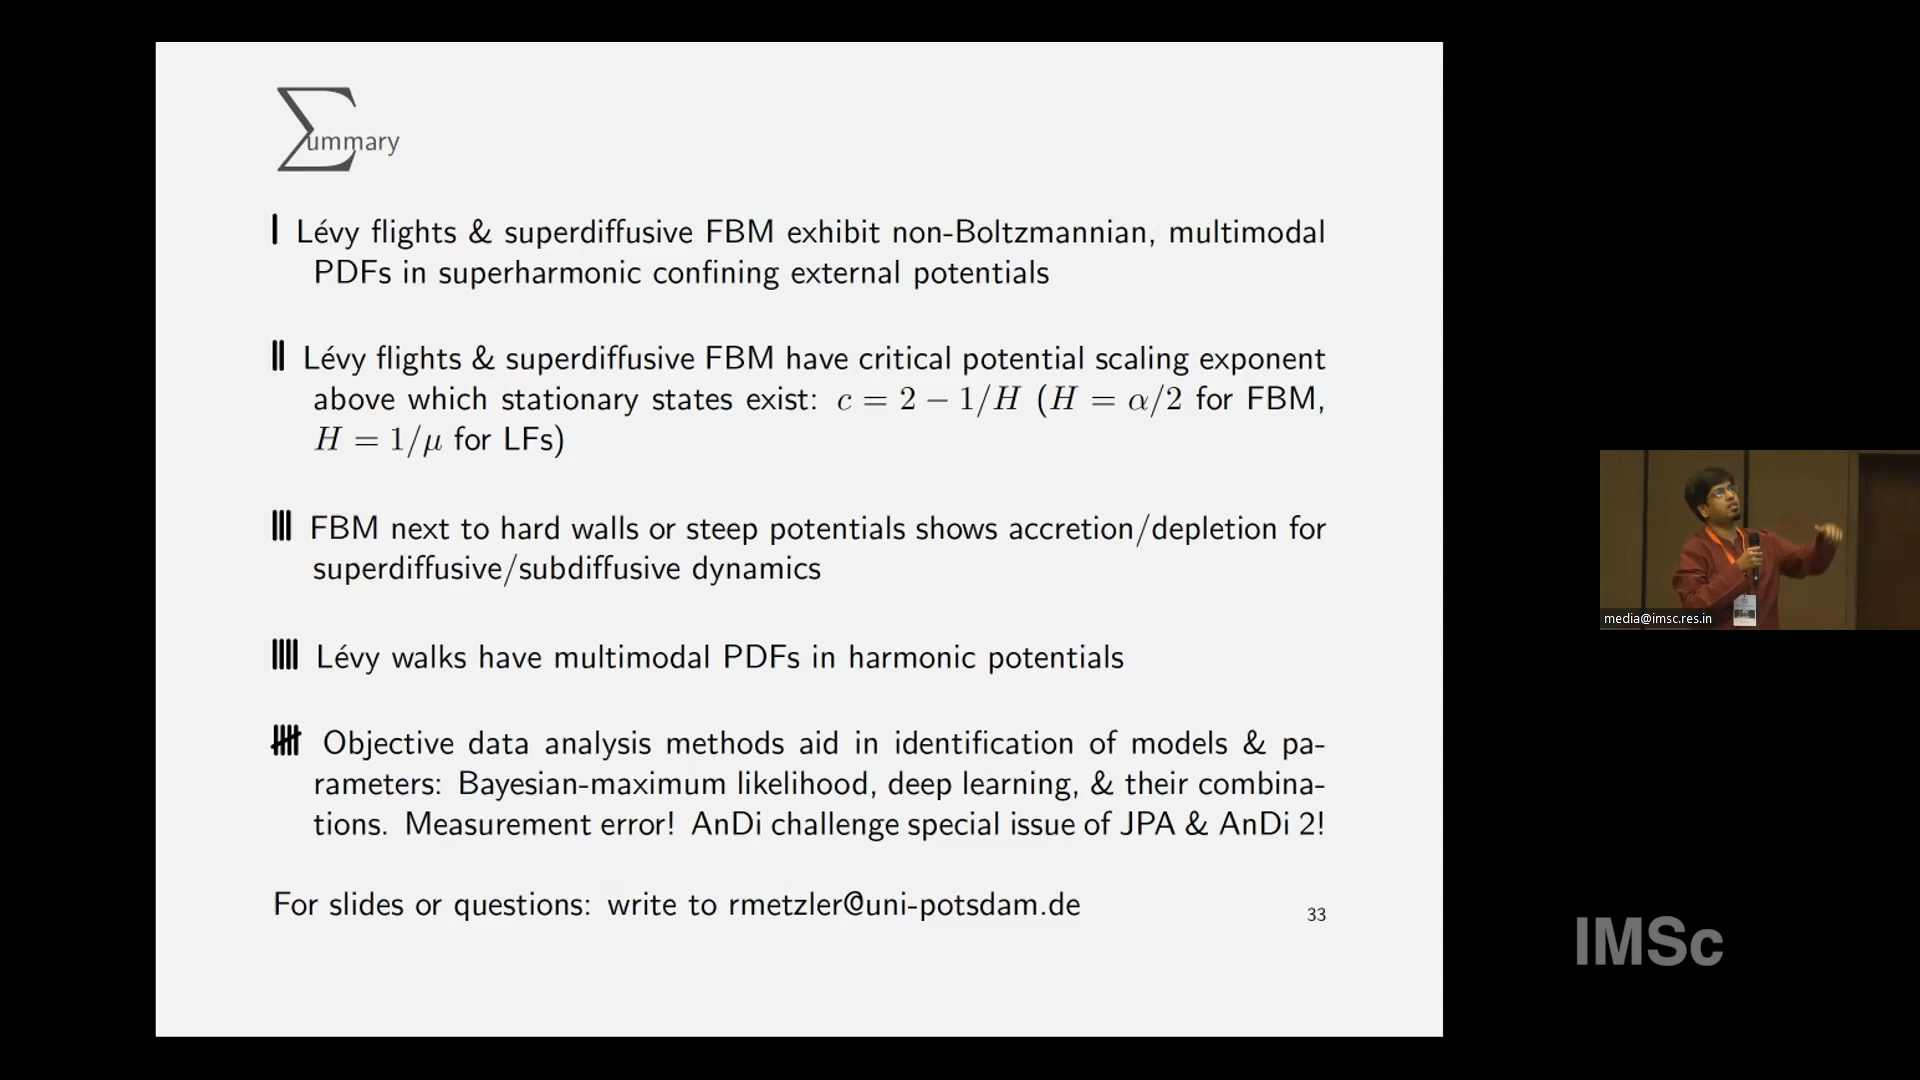 Σummary
| Lévy flights & superdiffusive FBM exhibit non-Boltzmannian, multimodal
PDFs in superharmonic confining external potentials
|| Lévy flights & superdiffusive FBM have critical potential scaling exponent
above which stationary states exist: c = 2 − 1/H (H = α/2 for FBM,
H = 1/μ for LFs)
||| FBM next to hard walls or steep potentials shows accretion/depletion for
superdiffusive/subdiffusive dynamics
|||| Lévy walks have multimodal PDFs in harmonic potentials
Objective data analysis methods aid in identification of models & pa-
rameters: Bayesian-maximum likelihood, deep learning, & their combina-
tions. Measurement error! AnDi challenge special issue of JPA & AnDi 2!
For slides or questions: write to rmetzler@uni-potsdam.de
33
media@imsc.res.in
IMSc